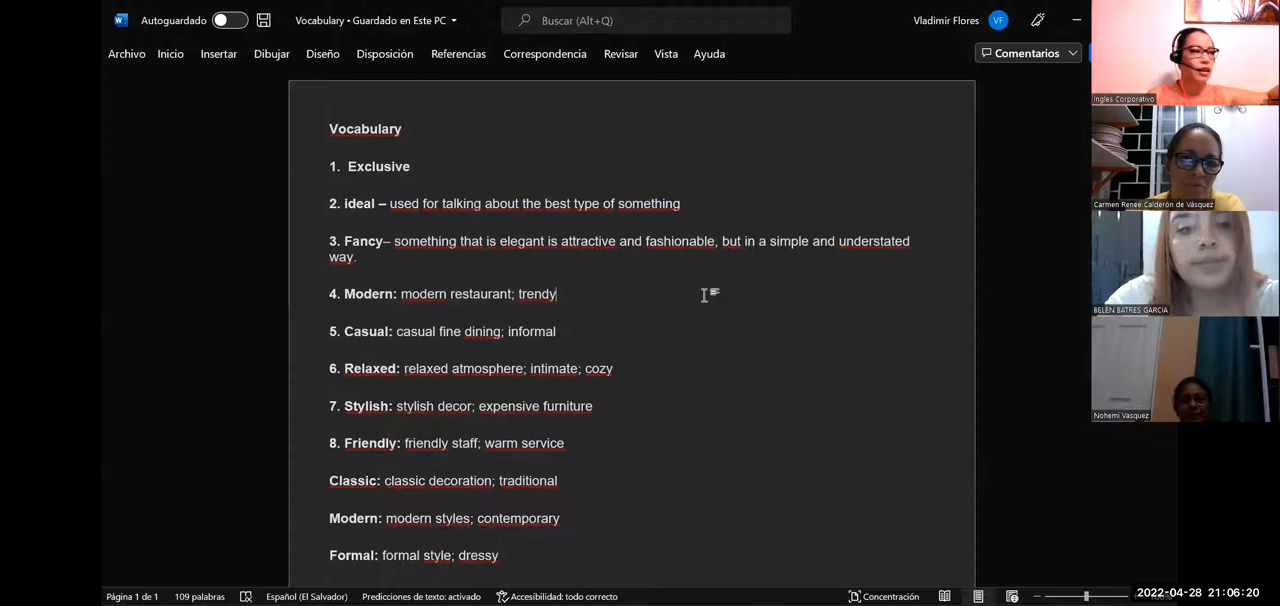 Autoguardado
Vocabulary • Guardado en Este PC
Buscar (Alt+Q)
Vladimir Flores
VF
Archivo Inicio Insertar Dibujar Diseño Disposición Referencias Correspondencia Revisar Vista Ayuda
Comentarios
Vocabulary
1. Exclusive
2. ideal – used for talking about the best type of something
3. Fancy– something that is elegant is attractive and fashionable, but in a simple and understated
way.
4. Modern: modern restaurant; trendy
5. Casual: casual fine dining; informal
6. Relaxed: relaxed atmosphere; intimate; cozy
7. Stylish: stylish decor; expensive furniture
8. Friendly: friendly staff; warm service
Classic: classic decoration; traditional
Modern: modern styles; contemporary
Formal: formal style; dressy
Ingles Corporativo
Carmen Renee Calderón de Vásquez
BELEN BATRES GARCIA
Nohemi Vasquez
Página 1 de 1 109 palabras Español (El Salvador) Predicciones de texto: activado Accesibilidad: todo correcto Concentración
2022-04-28 21:06:20